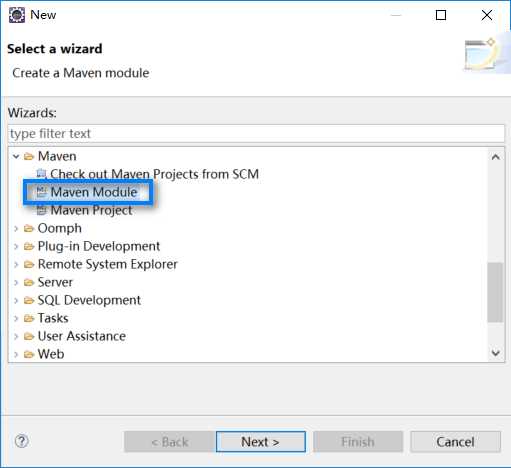 New
Select a wizard
Create a Maven module
Wizards:
type filter text
Maven
Check out Maven Projects from SCM
Maven Module
Maven Project
Oomph
Plug-in Development
Remote System Explorer
Server
SQL Development
Tasks
User Assistance
Web
? < Back Next > Finish Cancel